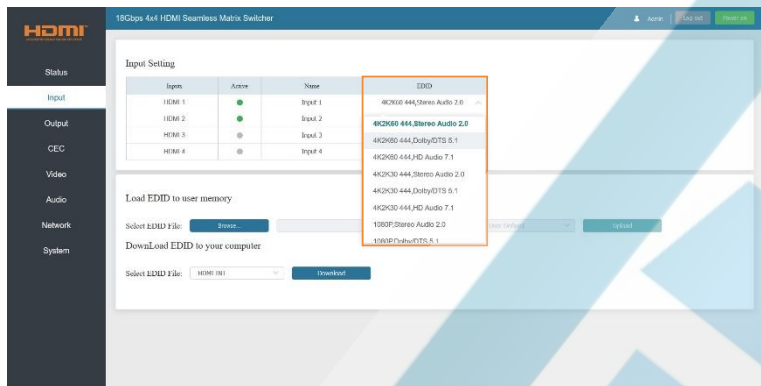 18Gbps 4x4 HDMI Seamless Matrix Switcher
Admin
Log out
Power on
HDMI
Status
Input
Output
CEC
Video
Audio
Network
System
Input Setting
Inputs Active Name EDID
HDMI 1 Input 1 4K2K60 444,Stereo Audio 2.0
HDMI 2 Input 2
HDMI 3 Input 3
HDMI 4 Input 4
4K2K60 444,Stereo Audio 2.0
4K2K60 444,Dolby/DTS 5.1
4K2K60 444,HD Audio 7.1
4K2K30 444,Stereo Audio 2.0
4K2K30 444,Dolby/DTS 5.1
4K2K30 444,HD Audio 7.1
1080P,Stereo Audio 2.0
1080P,Dolby/DTS 5.1
Load EDID to user memory
Select EDID File: Browse... Upload
DownLoad EDID to your computer
Select EDID File: HDMI IN1 Download